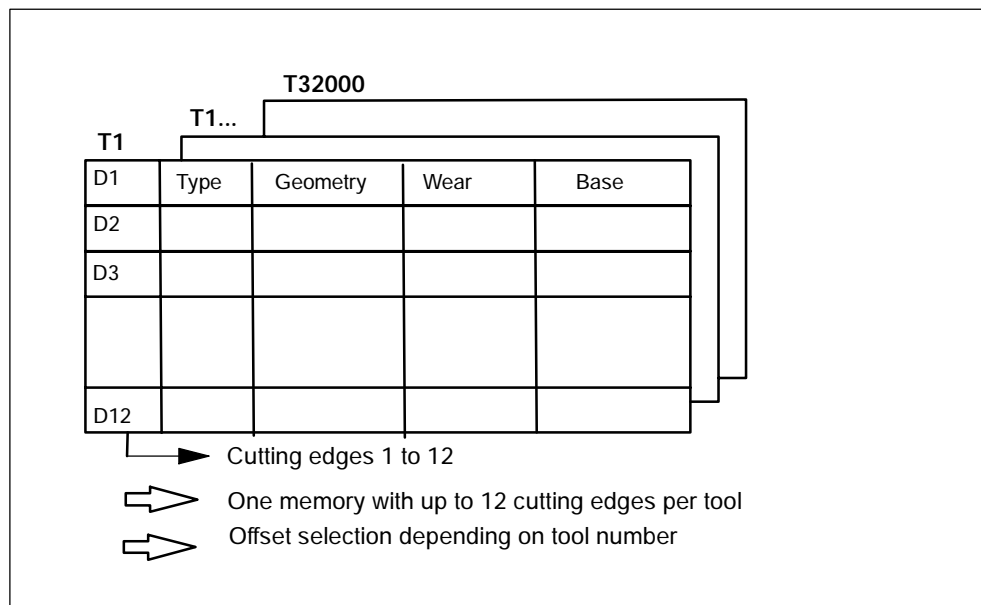 T32000
T1...
T1
D1 Type Geometry Wear Base
D2
D3
D12
Cutting edges 1 to 12
One memory with up to 12 cutting edges per tool
Offset selection depending on tool number